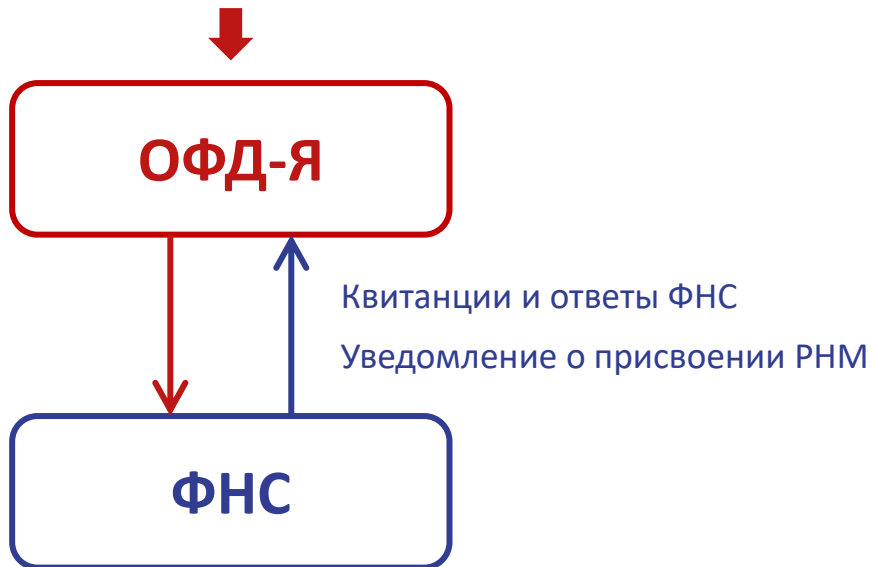 ОФД-Я
Квитанции и ответы ФНС
Уведомление о присвоении РНМ
ФНС